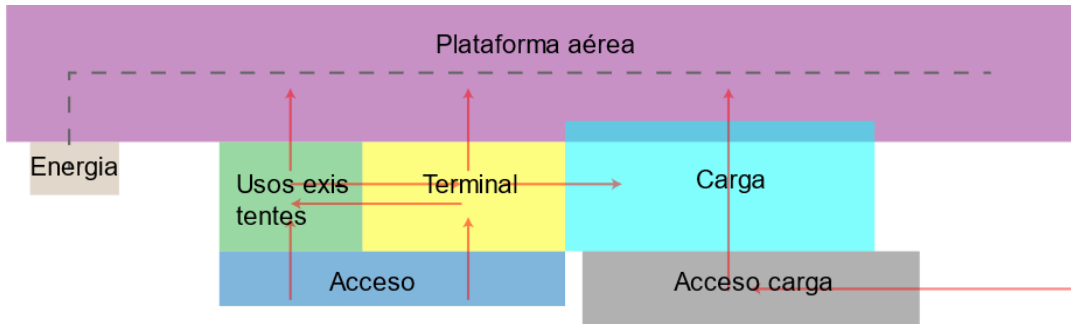 Plataforma aérea
Energia
Usos exis
tentes
Terminal
Carga
Acceso
Acceso carga